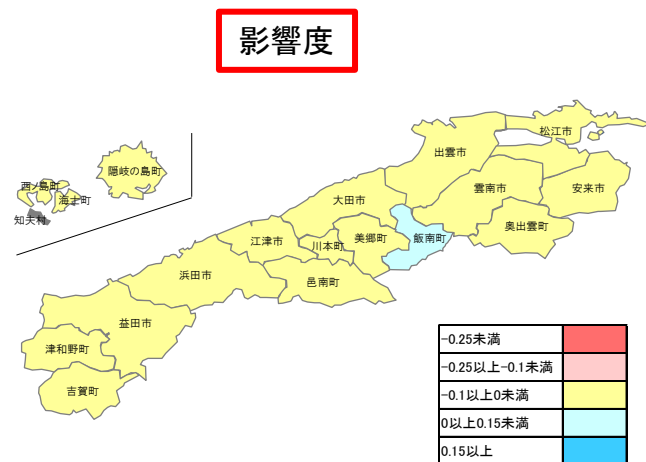 影響度
松江市
出雲市
隠岐の島町
西ノ島町
海士町
知夫村
安来市
雲南市
大田市
奥出雲町
飯南町
美郷町
川本町
江津市
邑南町
浜田市
益田市
津和野町
吉賀町
-0.25未満
-0.25以上-0.1未満
-0.1以上0未満
0以上0.15未満
0.15以上